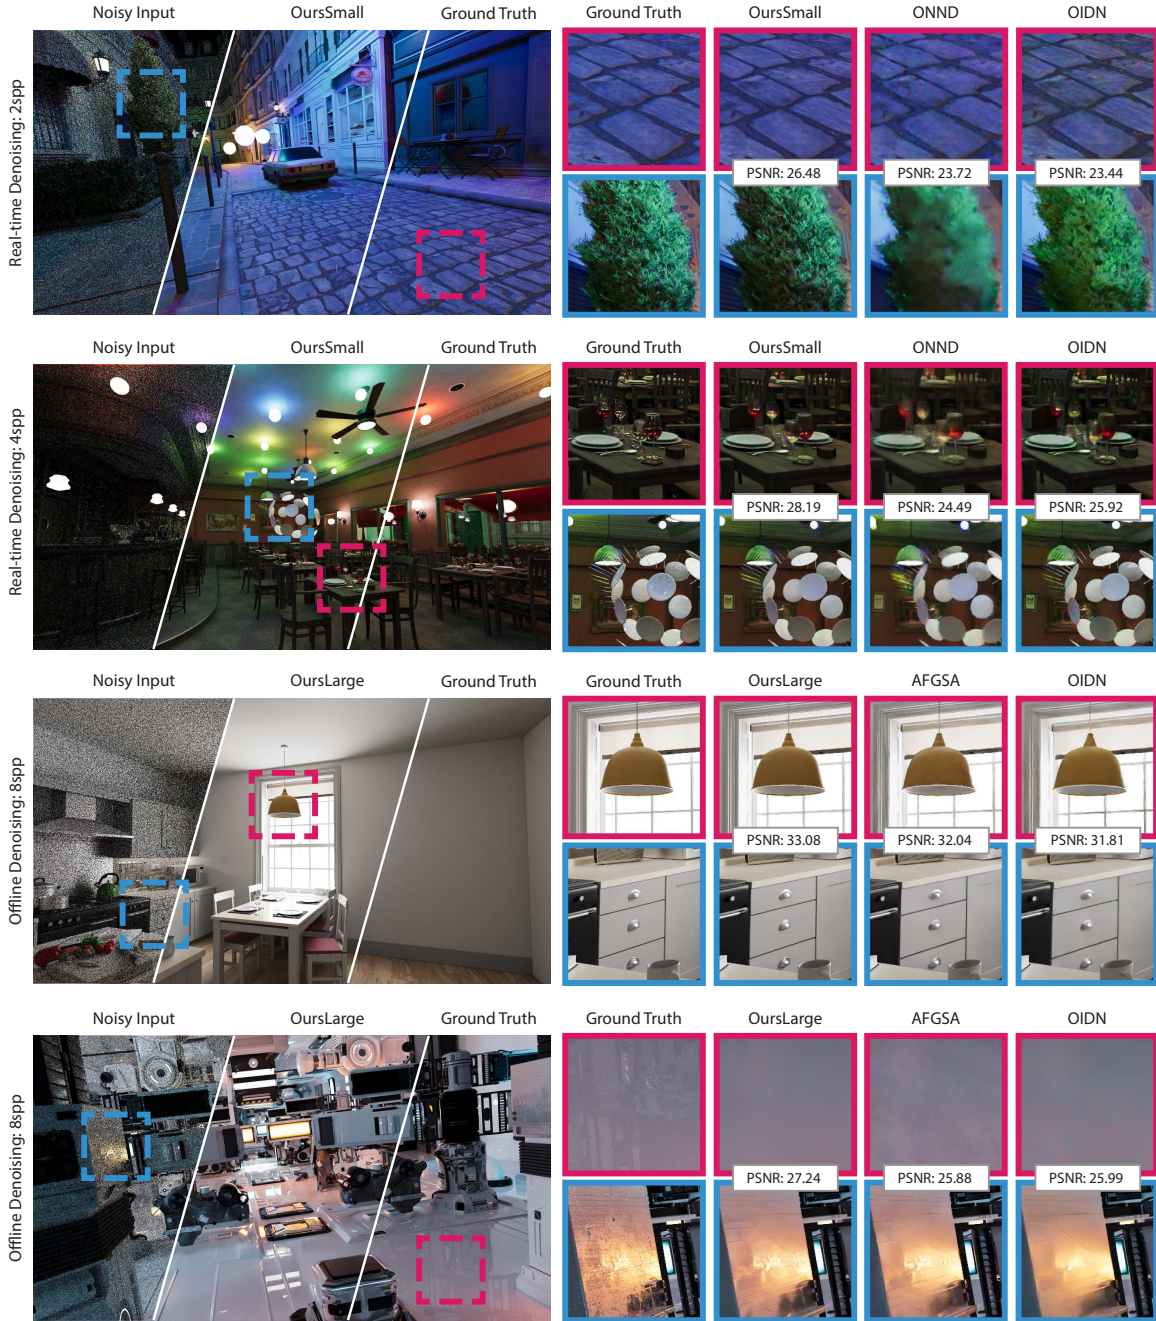 Noisy Input OursSmall Ground Truth Ground Truth OursSmall ONND OIDN
Real-time Denoising: 2spp
PSNR: 26.48 PSNR: 23.72 PSNR: 23.44
Noisy Input OursSmall Ground Truth Ground Truth OursSmall ONND OIDN
Real-time Denoising: 4spp
PSNR: 28.19 PSNR: 24.49 PSNR: 25.92
Noisy Input OursLarge Ground Truth Ground Truth OursLarge AFGSA OIDN
Offline Denoising: 8spp
PSNR: 33.08 PSNR: 32.04 PSNR: 31.81
Noisy Input OursLarge Ground Truth Ground Truth OursLarge AFGSA OIDN
Offline Denoising: 8spp
PSNR: 27.24 PSNR: 25.88 PSNR: 25.99